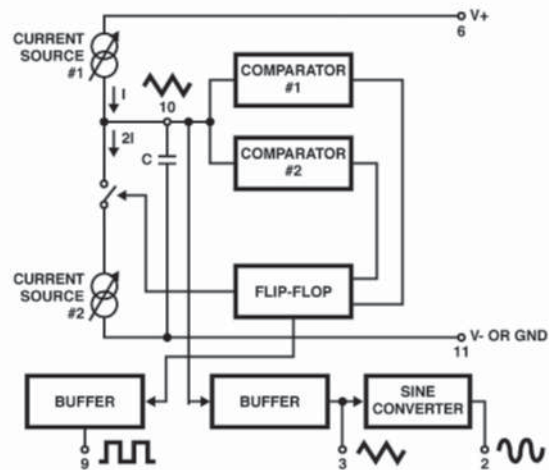 V+
6
CURRENT
SOURCE
#1
I
10
COMPARATOR
#1
2I
C
COMPARATOR
#2
CURRENT
SOURCE
#2
FLIP-FLOP
V- OR GND
11
BUFFER
BUFFER
SINE
CONVERTER
9
3
2